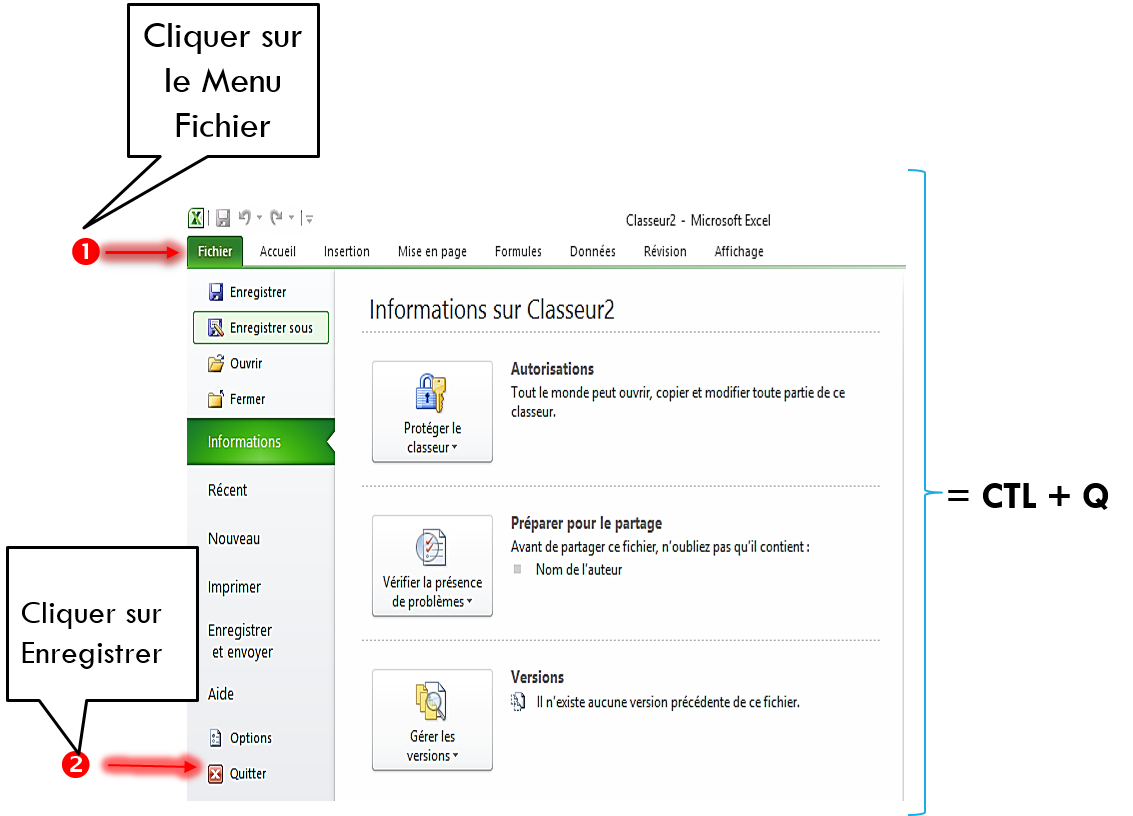 Cliquer sur
le Menu
Fichier
Classeur2 - Microsoft Excel
1
Fichier Accueil Insertion Mise en page Formules Données Révision Affichage
Enregistrer
Enregistrer sous
Ouvrir
Fermer
Informations
Récent
Nouveau
Imprimer
Enregistrer
et envoyer
Aide
Options
Quitter
Cliquer sur
Enregistrer
2
Informations sur Classeur2
Protéger le
classeur
Autorisations
Tout le monde peut ouvrir, copier et modifier toute partie de ce
classeur.
Vérifier la présence
de problèmes
Préparer pour le partage
Avant de partager ce fichier, n'oubliez pas qu'il contient :
Nom de l'auteur
Gérer les
versions
Versions
Il n'existe aucune version précédente de ce fichier.
= CTL + Q